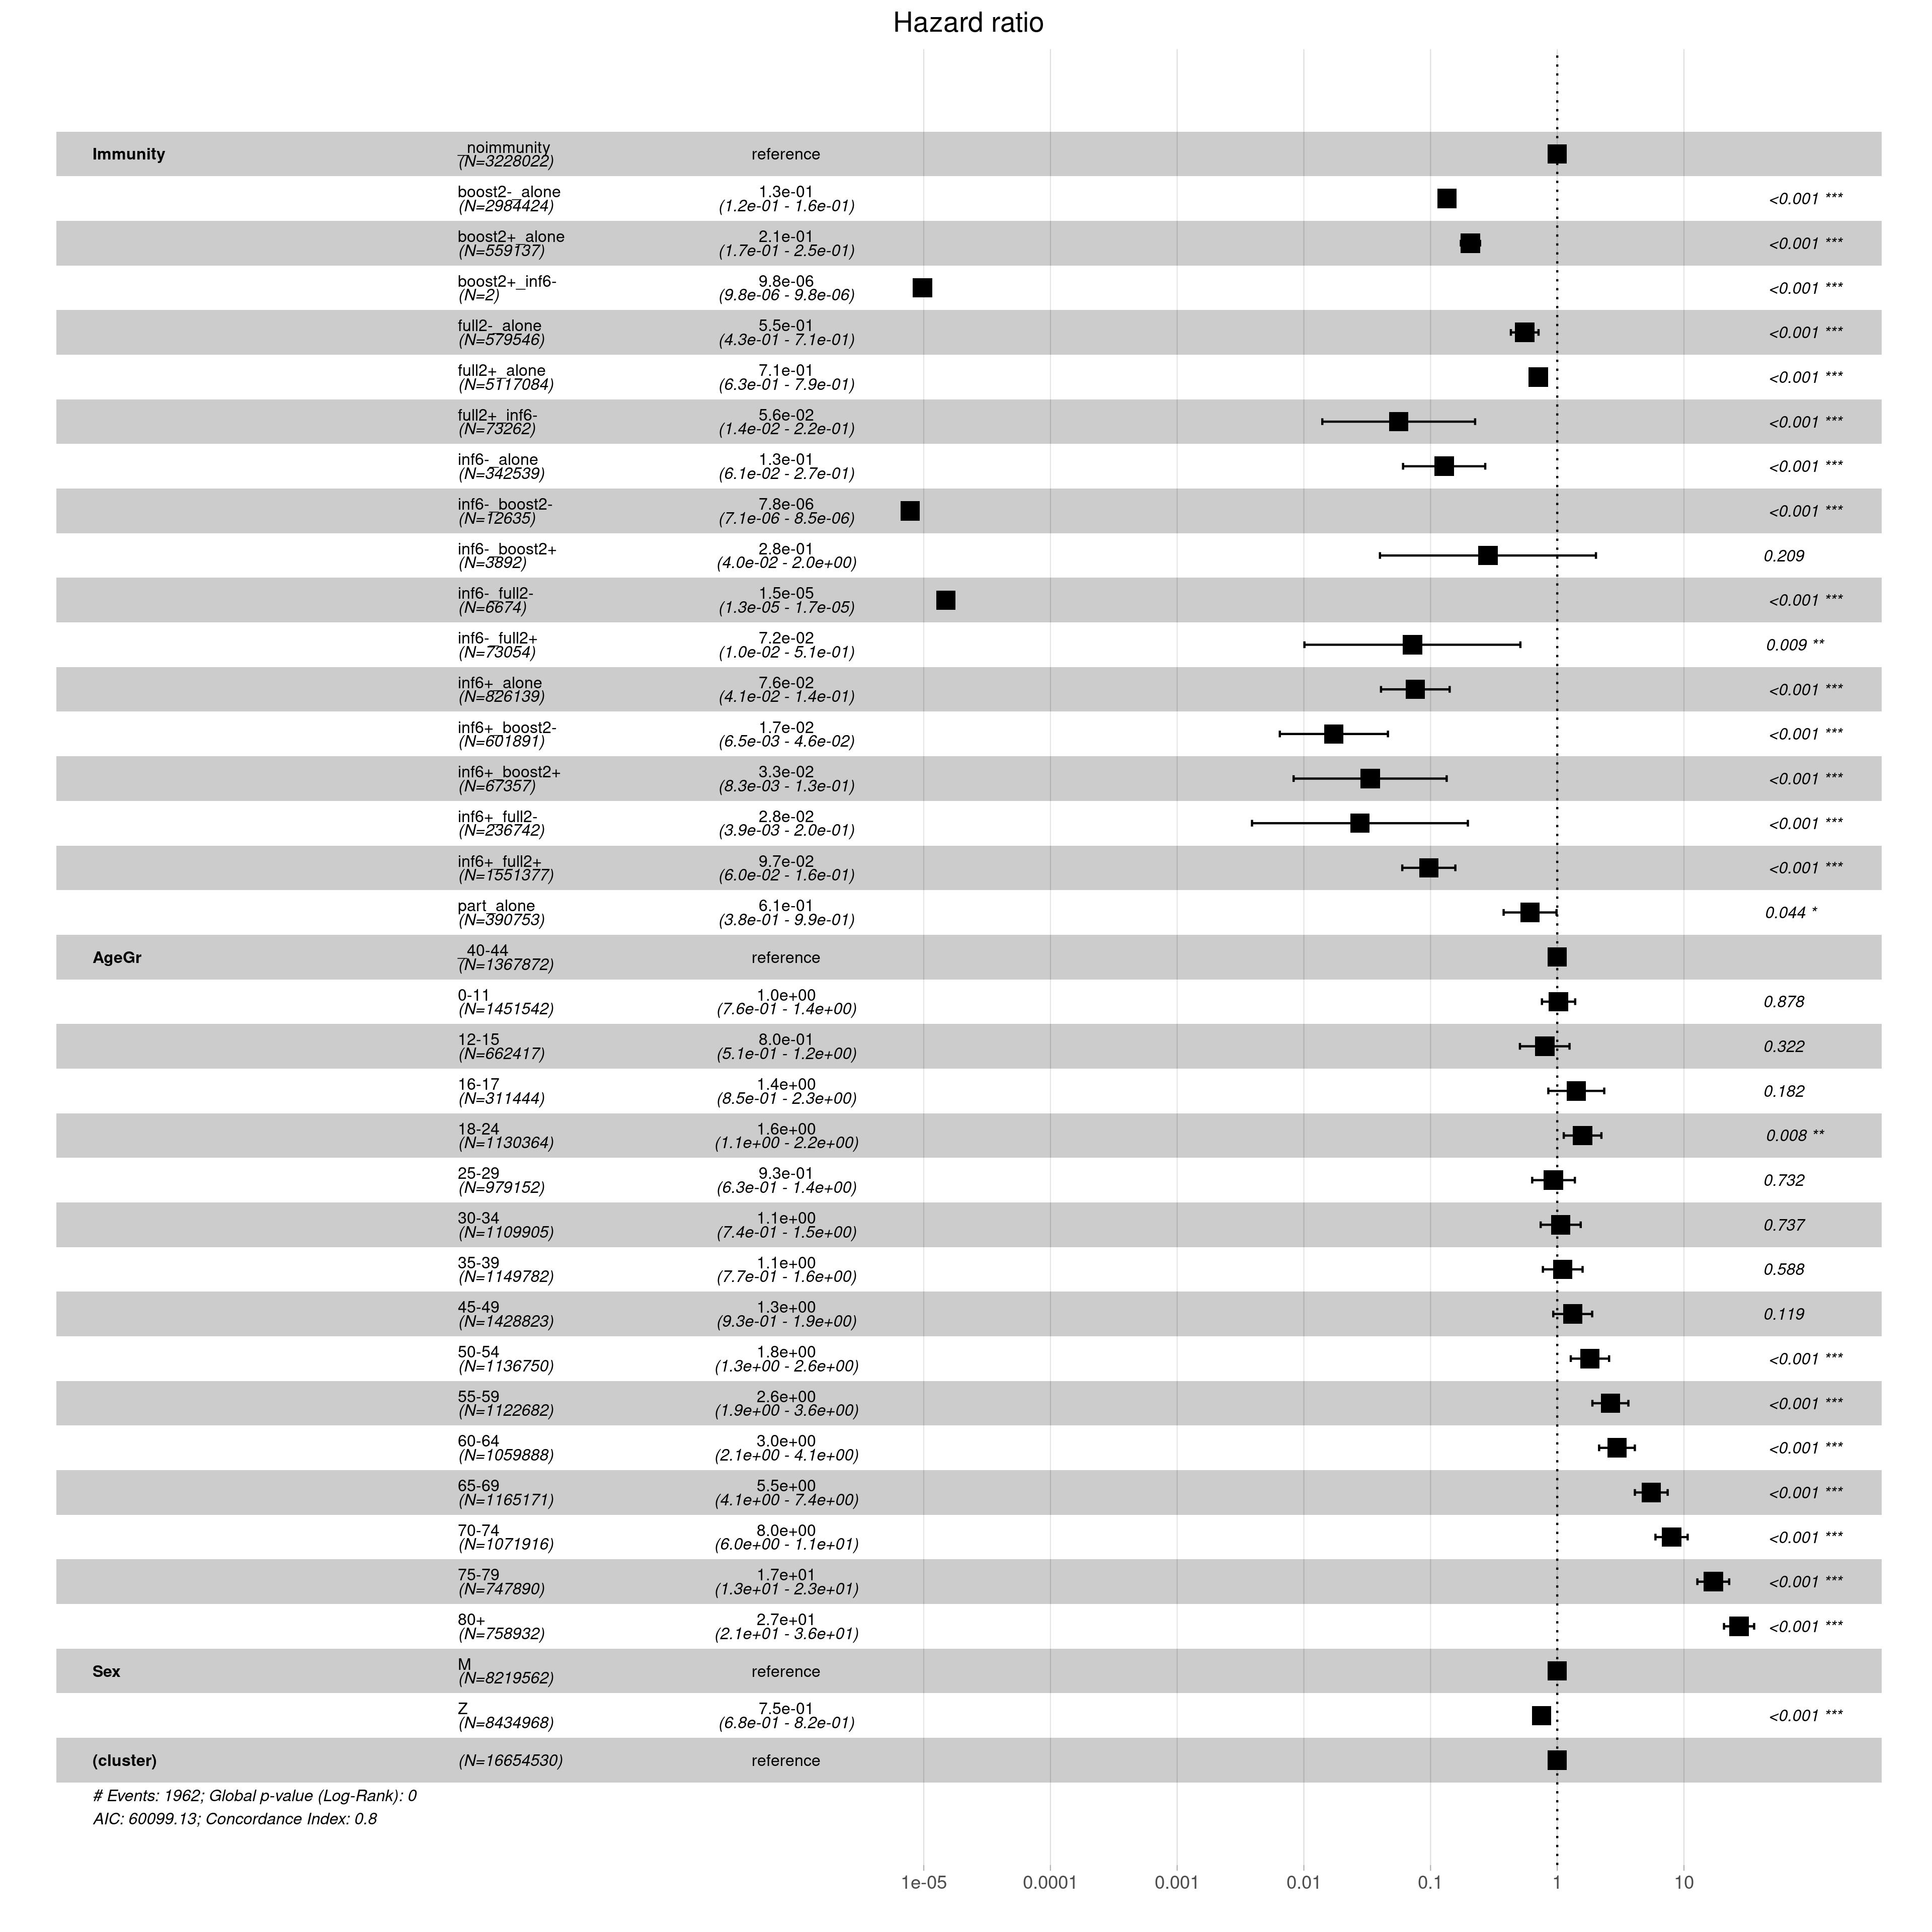 Hazard ratio
Immunity _noimmunity reference
(N=3228022)
boost2-_alone 1.3e-01
(N=2984424) (1.2e-01 - 1.6e-01) <0.001 ***
boost2+_alone 2.1e-01
(N=559137) (1.7e-01 - 2.5e-01) <0.001 ***
boost2+_inf6- 9.8e-06
(N=2) (9.8e-06 - 9.8e-06) <0.001 ***
full2-_alone 5.5e-01
(N=579546) (4.3e-01 - 7.1e-01) <0.001 ***
full2+_alone 7.1e-01
(N=5117084) (6.3e-01 - 7.9e-01) <0.001 ***
full2+_inf6- 5.6e-02
(N=73262) (1.4e-02 - 2.2e-01) <0.001 ***
inf6-_alone 1.3e-01
(N=342539) (6.1e-02 - 2.7e-01) <0.001 ***
inf6-_boost2- 7.8e-06
(N=12635) (7.1e-06 - 8.5e-06) <0.001 ***
inf6-_boost2+ 2.8e-01
(N=3892) (4.0e-02 - 2.0e+00) 0.209
inf6-_full2- 1.5e-05
(N=6674) (1.3e-05 - 1.7e-05) <0.001 ***
inf6-_full2+ 7.2e-02
(N=73054) (1.0e-02 - 5.1e-01) 0.009 **
inf6+_alone 7.6e-02
(N=826139) (4.1e-02 - 1.4e-01) <0.001 ***
inf6+_boost2- 1.7e-02
(N=601891) (6.5e-03 - 4.6e-02) <0.001 ***
inf6+_boost2+ 3.3e-02
(N=67357) (8.3e-03 - 1.3e-01) <0.001 ***
inf6+_full2- 2.8e-02
(N=236742) (3.9e-03 - 2.0e-01) <0.001 ***
inf6+_full2+ 9.7e-02
(N=1551377) (6.0e-02 - 1.6e-01) <0.001 ***
part_alone 6.1e-01
(N=390753) (3.8e-01 - 9.9e-01) 0.044 *
AgeGr _40-44 reference
(N=1367872)
0-11 1.0e+00
(N=1451542) (7.6e-01 - 1.4e+00) 0.878
12-15 8.0e-01
(N=662417) (5.1e-01 - 1.2e+00) 0.322
16-17 1.4e+00
(N=311444) (8.5e-01 - 2.3e+00) 0.182
18-24 1.6e+00
(N=1130364) (1.1e+00 - 2.2e+00) 0.008 **
25-29 9.3e-01
(N=979152) (6.3e-01 - 1.4e+00) 0.732
30-34 1.1e+00
(N=1109905) (7.4e-01 - 1.5e+00) 0.737
35-39 1.1e+00
(N=1149782) (7.7e-01 - 1.6e+00) 0.588
45-49 1.3e+00
(N=1428823) (9.3e-01 - 1.9e+00) 0.119
50-54 1.8e+00
(N=1136750) (1.3e+00 - 2.6e+00) <0.001 ***
55-59 2.6e+00
(N=1122682) (1.9e+00 - 3.6e+00) <0.001 ***
60-64 3.0e+00
(N=1059888) (2.1e+00 - 4.1e+00) <0.001 ***
65-69 5.5e+00
(N=1165171) (4.1e+00 - 7.4e+00) <0.001 ***
70-74 8.0e+00
(N=1071916) (6.0e+00 - 1.1e+01) <0.001 ***
75-79 1.7e+01
(N=747890) (1.3e+01 - 2.3e+01) <0.001 ***
80+ 2.7e+01
(N=758932) (2.1e+01 - 3.6e+01) <0.001 ***
Sex M reference
(N=8219562)
Z 7.5e-01
(N=8434968) (6.8e-01 - 8.2e-01) <0.001 ***
(cluster) (N=16654530) reference
# Events: 1962; Global p-value (Log-Rank): 0
AIC: 60099.13; Concordance Index: 0.8
1e-05 0.0001 0.001 0.01 0.1 1 10